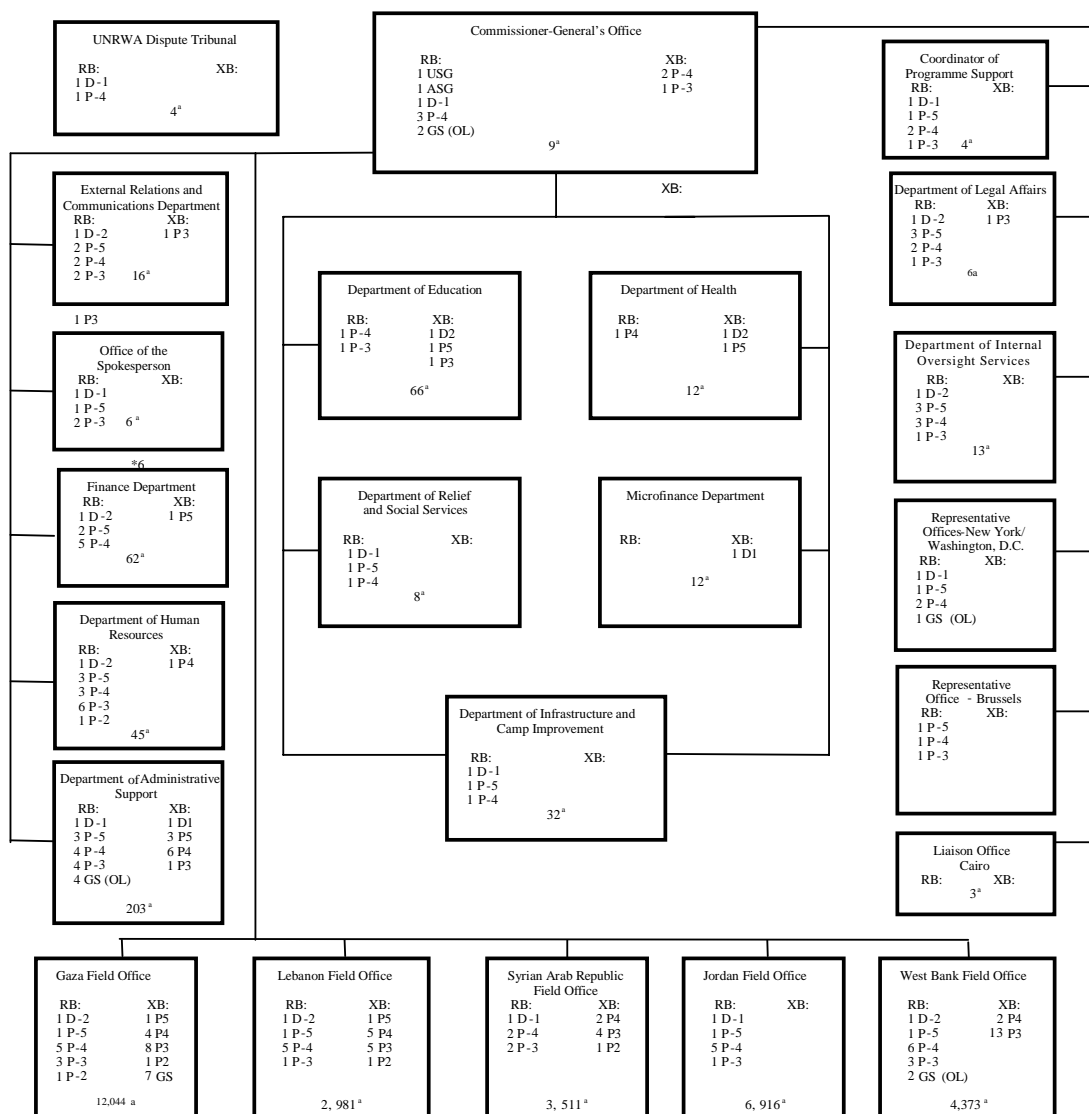 UNRWA Dispute Tribunal
RB: XB:
1 D-1
1 P-4
4 a
Commissioner-General's Office
RB: XB:
1 USG 2 P-4
1 ASG 1 P-3
1 D-1
3 P-4
2 GS (OL)
9 a
Coordinator of
Programme Support
RB: XB:
1 D-1
1 P-5
2 P-4
1 P-3 4 a
External Relations and
Communications Department
RB: XB:
1 D-2 1 P3
2 P-5
2 P-4
2 P-3 16 a
1 P3
XB:
Department of Legal Affairs
RB: XB:
1 D-2 1 P3
3 P-5
2 P-4
1 P-3
6a
Department of Education
RB: XB:
1 P-4 1 D2
1 P-3 1 P5
1 P3
66 a
Department of Health
RB: XB:
1 P4 1 D2
1 P5
12 a
Office of the
Spokesperson
RB: XB:
1 D-1
1 P-5
2 P-3 6 a
*6
Department of Internal
Oversight Services
RB: XB:
1 D-2
3 P-5
3 P-4
1 P-3
13 a
Finance Department
RB: XB:
1 D-2 1 P5
2 P-5
5 P-4
62 a
Department of Relief
and Social Services
RB: XB:
1 D-1
1 P-5
1 P-4
8 a
Microfinance Department
RB: XB:
1 D1
12 a
Representative
Offices-New York/
Washington, D.C.
RB: XB:
1 D-1
1 P-5
2 P-4
1 GS (OL)
Department of Human
Resources
RB: XB:
1 D-2 1 P4
3 P-5
3 P-4
6 P-3
1 P-2
45 a
Department of Infrastructure and
Camp Improvement
RB: XB:
1 D-1
1 P-5
1 P-4
32 a
Representative
Office - Brussels
RB: XB:
1 P-5
1 P-4
1 P-3
Department of Administrative
Support
RB: XB:
1 D-1 1 D1
3 P-5 3 P5
4 P-4 6 P4
4 P-3 1 P3
4 GS (OL)
203 a
Liaison Office
Cairo
RB: XB:
3 a
Gaza Field Office
RB: XB:
1 D-2 1 P5
1 P-5 4 P4
5 P-4 8 P3
3 P-3 1 P2
1 P-2 7 GS
12,044 a
Lebanon Field Office
RB: XB:
1 D-2 1 P5
1 P-5 5 P4
5 P-4 5 P3
1 P-3 1 P2
2, 981 a
Syrian Arab Republic
Field Office
RB: XB:
1 D-1 2 P4
2 P-4 4 P3
2 P-3 1 P2
3, 511 a
Jordan Field Office
RB: XB:
1 D-1
1 P-5
5 P-4
1 P-3
6, 916 a
West Bank Field Office
RB: XB:
1 D-2 2 P4
1 P-5 13 P3
6 P-4
3 P-3
2 GS (OL)
4,373 a